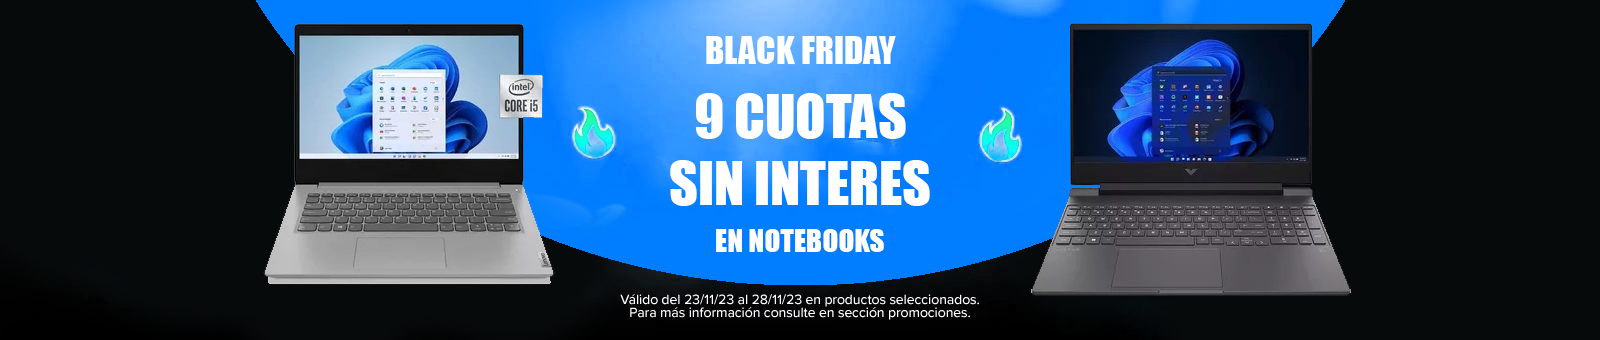 BLACK FRIDAY
9 CUOTAS
SIN INTERES
EN NOTEBOOKS
intel
CORE i5
Válido del 23/11/23 al 28/11/23 en productos seleccionados.
Para más información consulte en sección promociones.